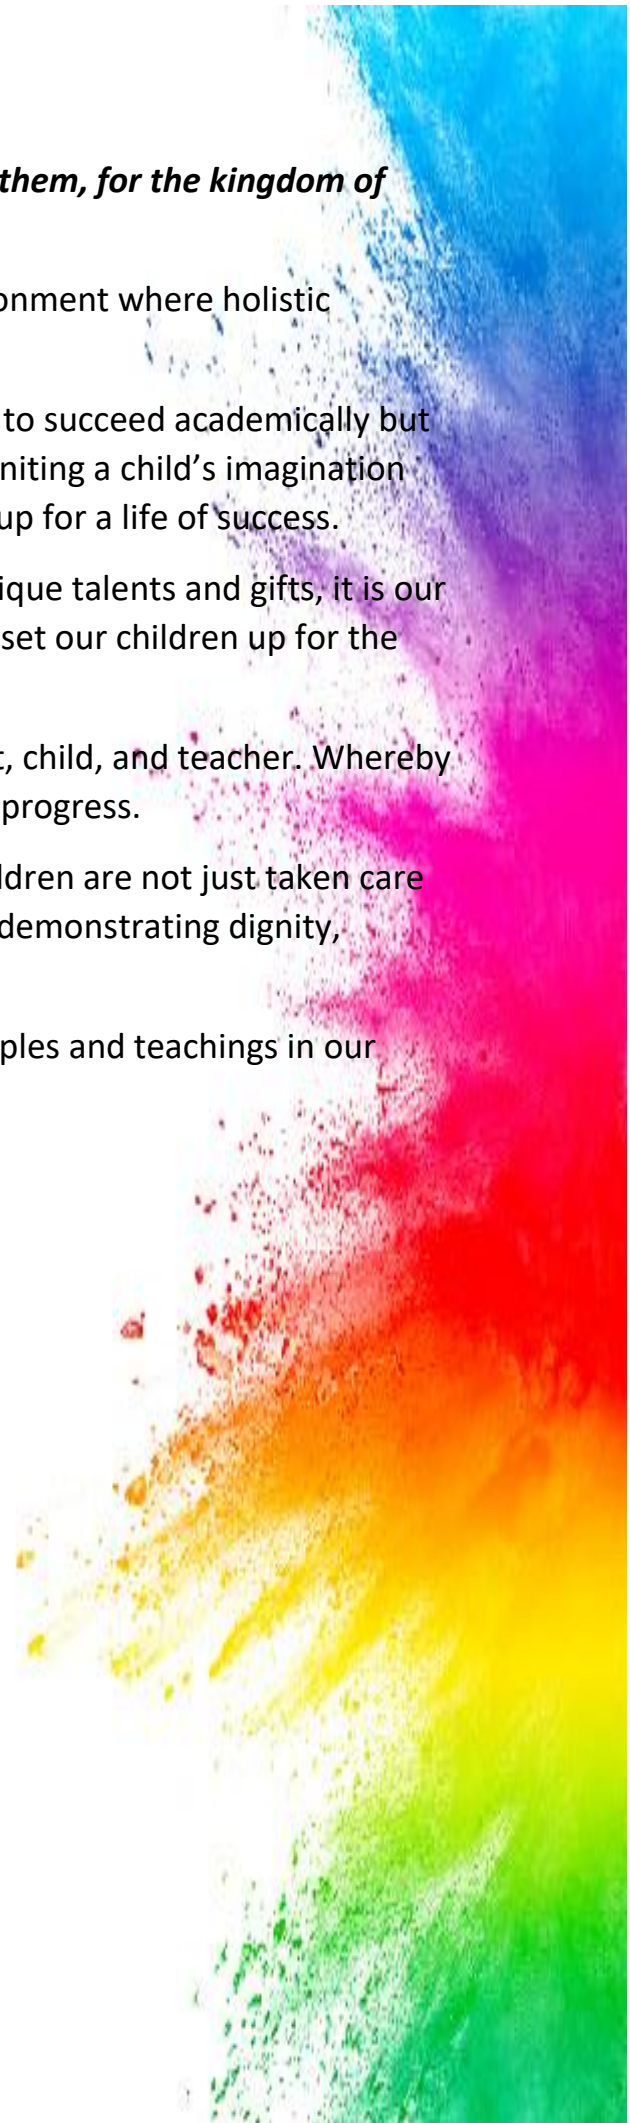 them, for the kingdom of
onment where holistic
to succeed academically but
niting a child’s imagination
up for a life of success.
ique talents and gifts, it is our
set our children up for the
t, child, and teacher. Whereby
progress.
ldren are not just taken care
demonstrating dignity,
ples and teachings in our